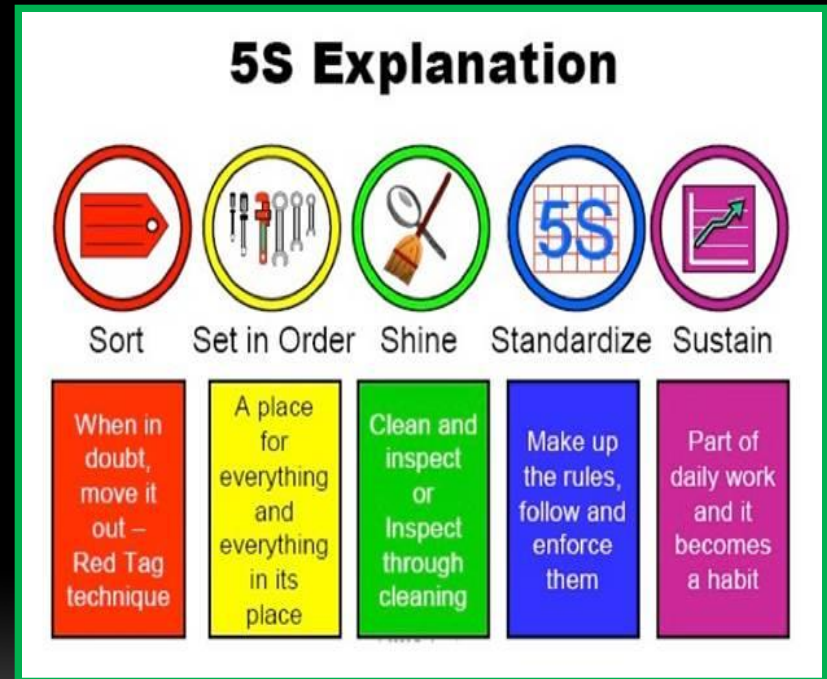 5S Explanation
5S
Sort
Set in Order
Shine
Standardize
Sustain
When in
doubt,
move it
out –
Red Tag
technique
A place
for
everything
and
everything
in its
place
Clean and
inspect
or
Inspect
through
cleaning
Make up
the rules,
follow and
enforce
them
Part of
daily work
and it
becomes
a habit